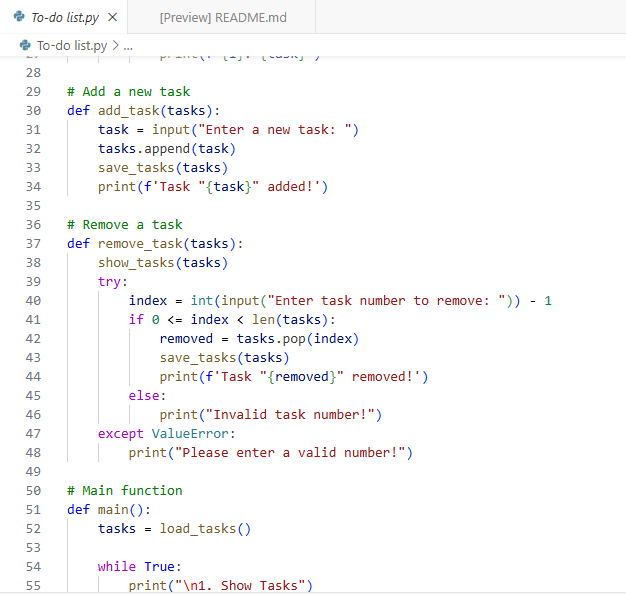 To-do list.py
[Preview] README.md
To-do list.py > ...
28
29 # Add a new task
30 def add_task(tasks):
31     task = input("Enter a new task: ")
32     tasks.append(task)
33     save_tasks(tasks)
34     print(f'Task "{task}" added!')
35
36 # Remove a task
37 def remove_task(tasks):
38     show_tasks(tasks)
39     try:
40         index = int(input("Enter task number to remove: ")) - 1
41         if 0 <= index < len(tasks):
42             removed = tasks.pop(index)
43             save_tasks(tasks)
44             print(f'Task "{removed}" removed!')
45         else:
46             print("Invalid task number!")
47     except ValueError:
48         print("Please enter a valid number!")
49
50 # Main function
51 def main():
52     tasks = load_tasks()
53
54     while True:
55         print("\n1. Show Tasks")